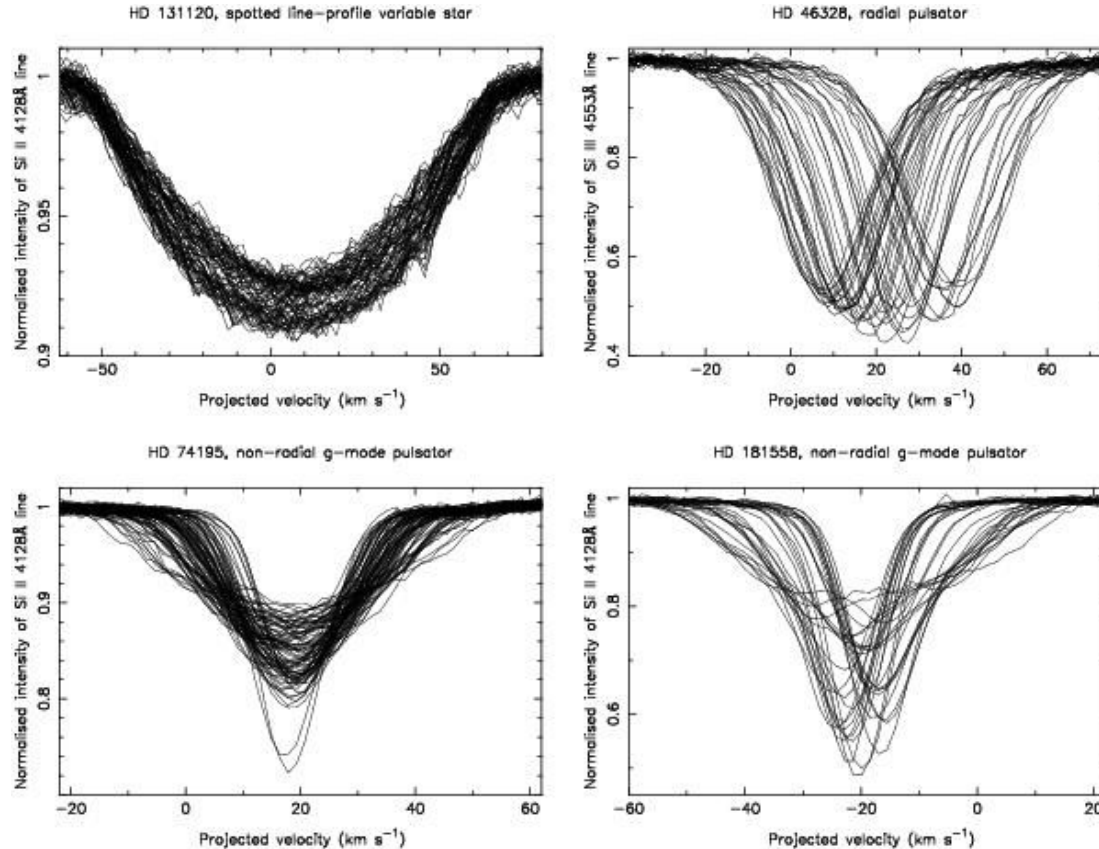 HD 131120, spotted line-profile variable star
Normalised intensity of Si II 4128Å line
1
0.95
0.9
−50
0
50
Projected velocity (km s⁻¹)
HD 46328, radial pulsator
Normalised intensity of Si III 4553Å line
1
0.8
0.6
0.4
−20
0
20
40
60
Projected velocity (km s⁻¹)
HD 74195, non-radial g-mode pulsator
Normalised intensity of Si II 4128Å line
1
0.9
0.8
−20
0
20
40
60
Projected velocity (km s⁻¹)
HD 181558, non-radial g-mode pulsator
Normalised intensity of Si II 4128Å line
1
0.8
0.6
−60
−40
−20
0
20
Projected velocity (km s⁻¹)